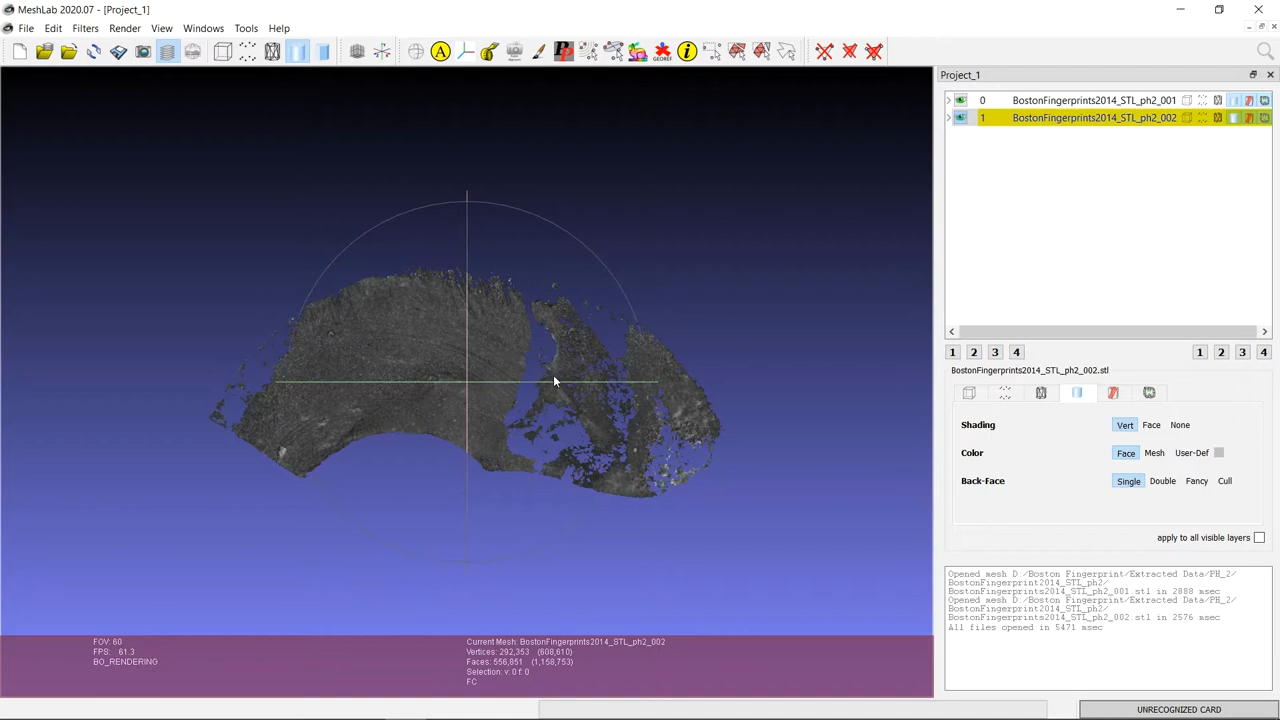 MeshLab 2020.07 - [Project_1]
File Edit Filters Render View Windows Tools Help
A
PP
GEOREF
i
Project_1
0 BostonFingerprints2014_STL_ph2_001
1 BostonFingerprints2014_STL_ph2_002
1 2 3 4 1 2 3 4
BostonFingerprints2014_STL_ph2_002.stl
Shading Vert Face None
Color Face Mesh User-Def
Back-Face Single Double Fancy Cull
apply to all visible layers
Opened mesh D /Boston Fingerprint/Extracted Data/PH_2/
BostonFingerprint2014_STL_ph2/
BostonFingerprints2014_STL_ph2_001 stl in 2888 msec
Opened mesh D /Boston Fingerprint/Extracted Data/PH_2/
BostonFingerprint2014_STL_ph2/
BostonFingerprints2014_STL_ph2_002 stl in 2576 msec
All files opened in 5471 msec
FOV: 60
FPS: 61.3
BO_RENDERING
Current Mesh: BostonFingerprints2014_STL_ph2_002
Vertices: 292,353 (608,610)
Faces: 556,851 (1,158,753)
Selection: v: 0 f: 0
FC
UNRECOGNIZED CARD